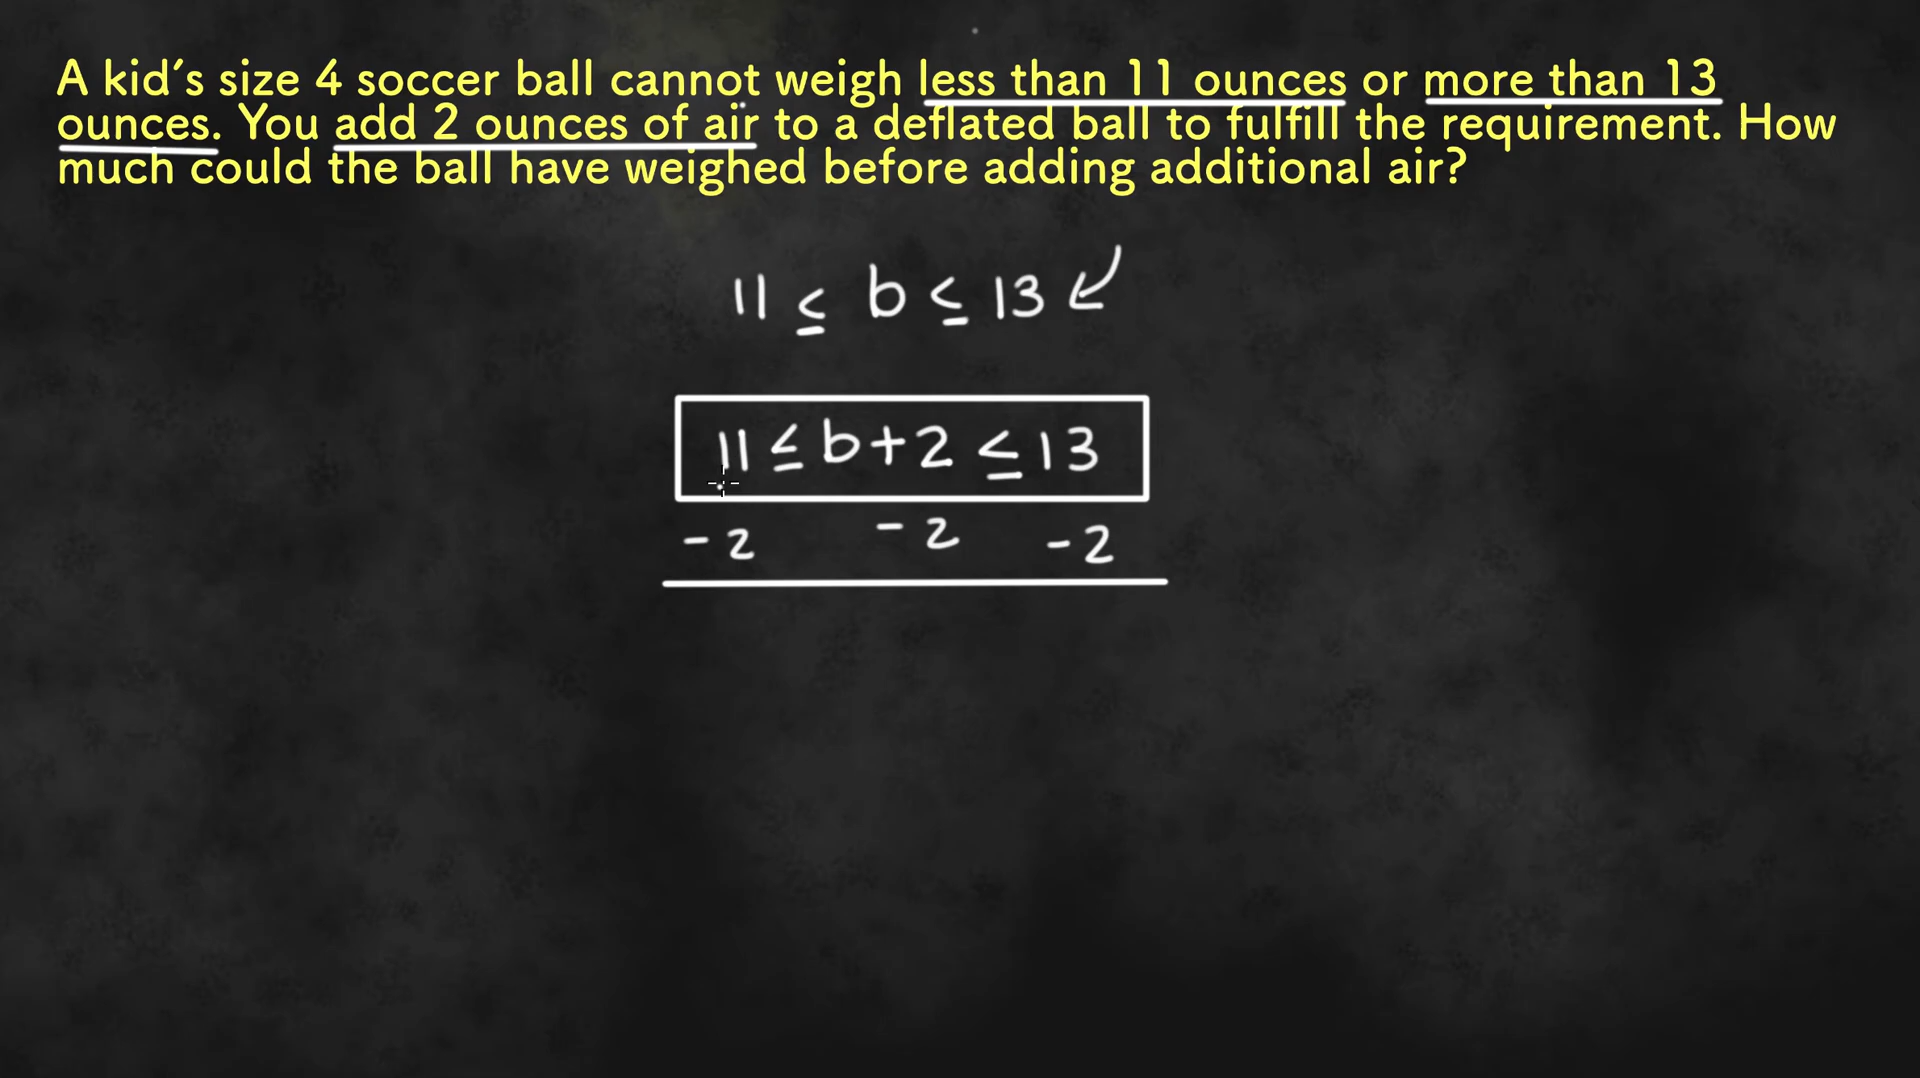 A kid's size 4 soccer ball cannot weigh less than 11 ounces or more than 13
ounces. You add 2 ounces of air to a deflated ball to fulfill the requirement. How
much could the ball have weighed before adding additional air?
11 ≤ b ≤ 13
11 ≤ b + 2 ≤ 13
- 2 - 2 - 2